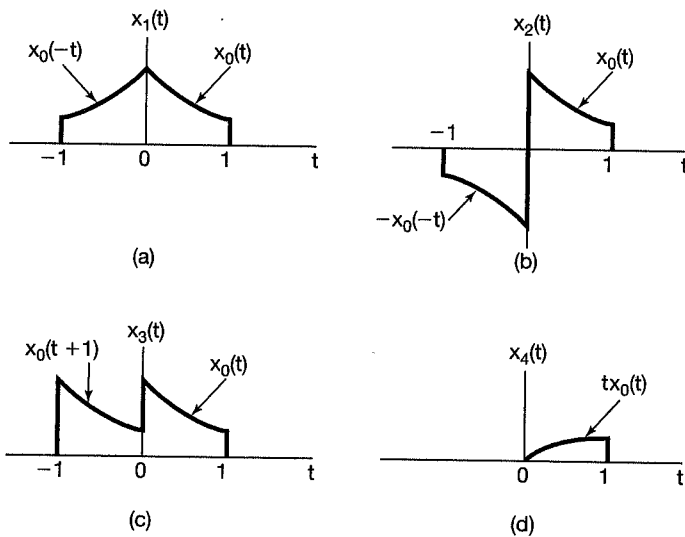 x₁(t)
x₀(−t)
x₀(t)
−1
0
1
t
(a)
x₂(t)
x₀(t)
−1
1
t
−x₀(−t)
(b)
x₃(t)
x₀(t +1)
x₀(t)
−1
0
1
t
(c)
x₄(t)
tx₀(t)
0
1
t
(d)